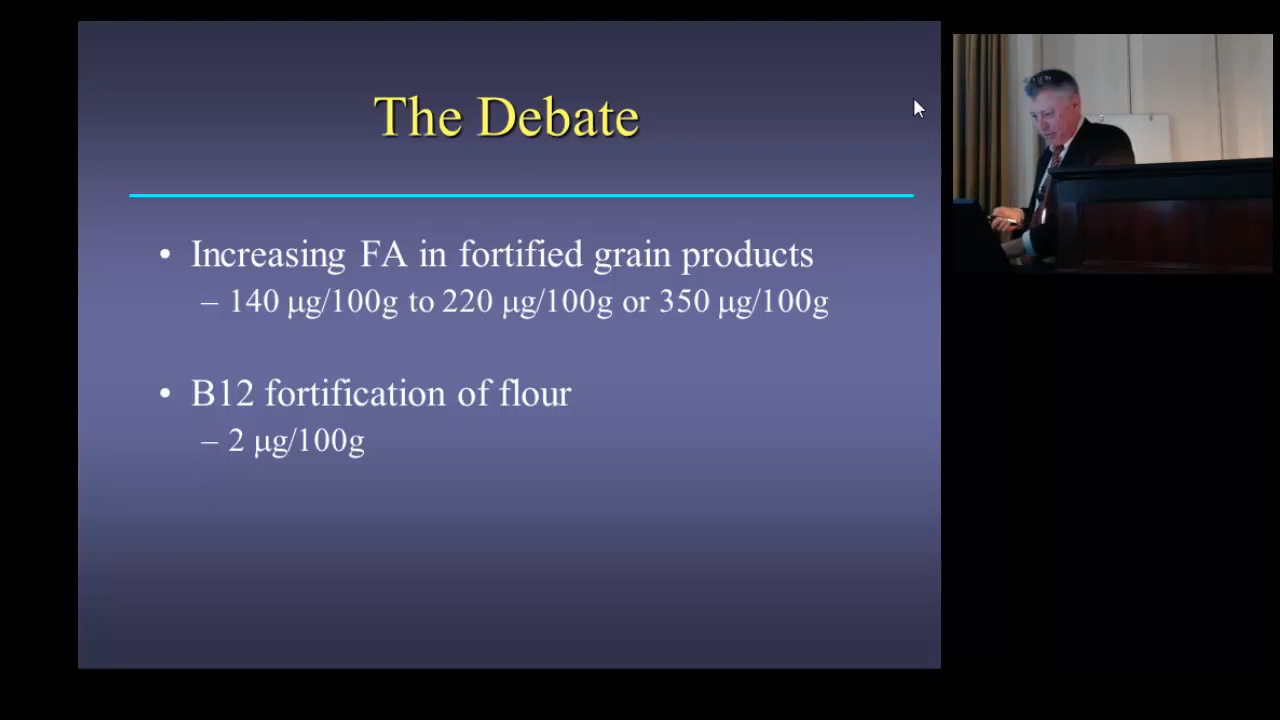 The Debate
• Increasing FA in fortified grain products
– 140 μg/100g to 220 μg/100g or 350 μg/100g
• B12 fortification of flour
– 2 μg/100g